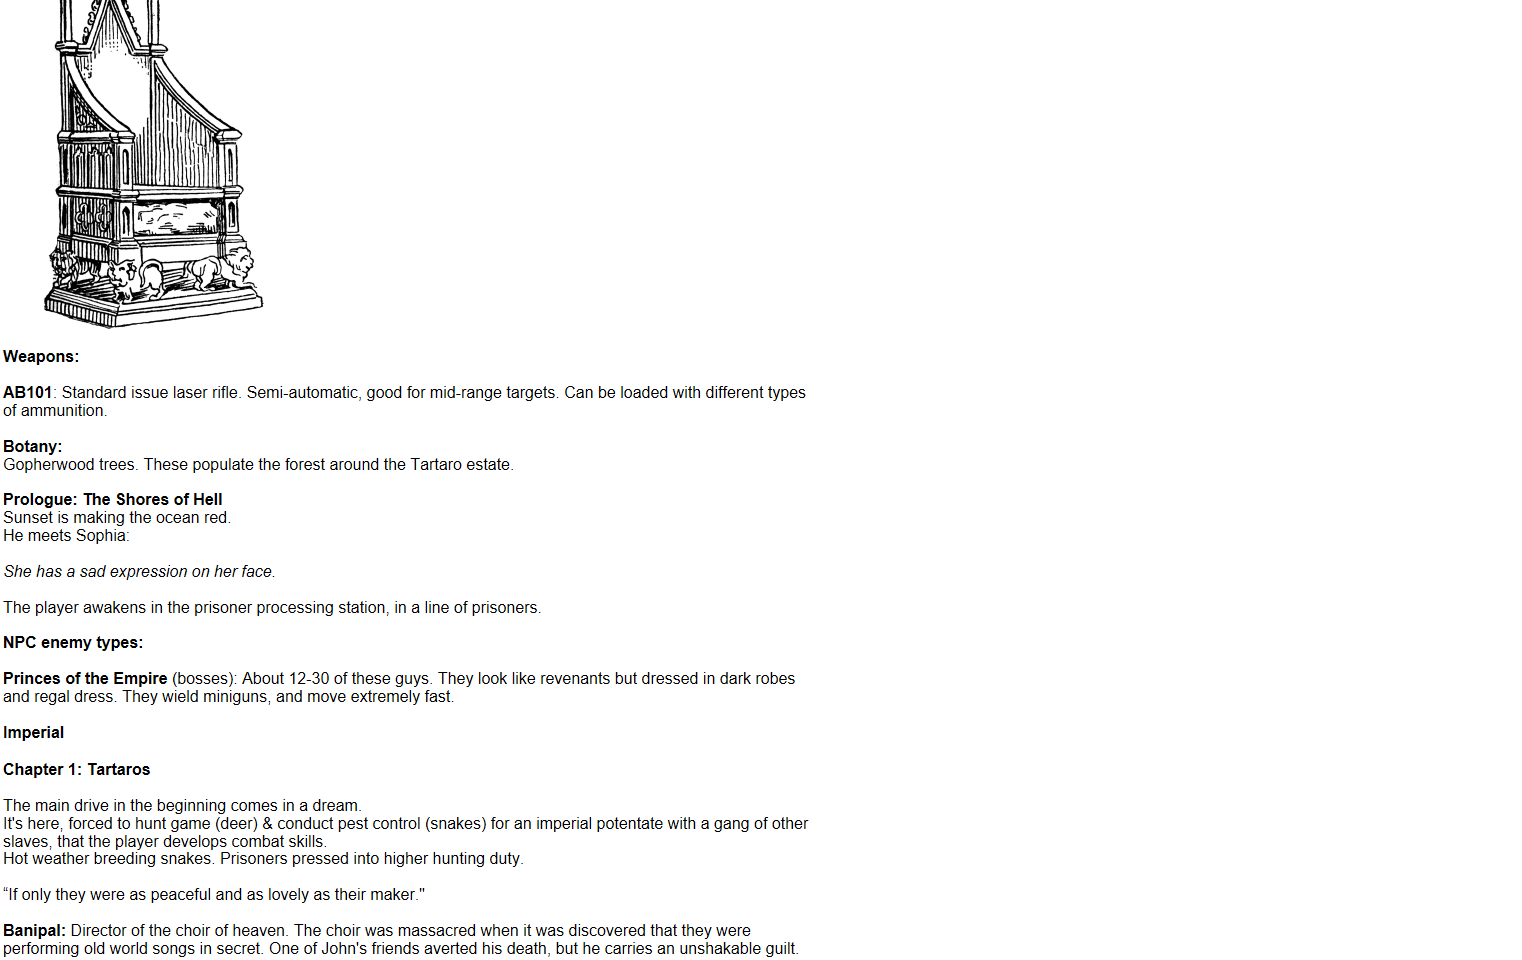 Weapons:
AB101: Standard issue laser rifle. Semi-automatic, good for mid-range targets. Can be loaded with different types
of ammunition.
Botany:
Gopherwood trees. These populate the forest around the Tartaro estate.
Prologue: The Shores of Hell
Sunset is making the ocean red.
He meets Sophia:
She has a sad expression on her face.
The player awakens in the prisoner processing station, in a line of prisoners.
NPC enemy types:
Princes of the Empire (bosses): About 12-30 of these guys. They look like revenants but dressed in dark robes
and regal dress. They wield miniguns, and move extremely fast.
Imperial
Chapter 1: Tartaros
The main drive in the beginning comes in a dream.
It's here, forced to hunt game (deer) & conduct pest control (snakes) for an imperial potentate with a gang of other
slaves, that the player develops combat skills.
Hot weather breeding snakes. Prisoners pressed into higher hunting duty.
“If only they were as peaceful and as lovely as their maker."
Banipal: Director of the choir of heaven. The choir was massacred when it was discovered that they were
performing old world songs in secret. One of John's friends averted his death, but he carries an unshakable guilt.